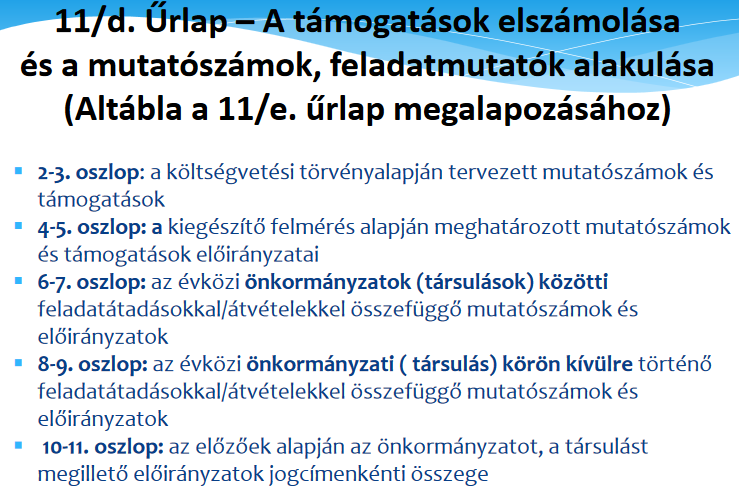 11/d. Űrlap – A támogatások elszámolása
és a mutatószámok, feladatmutatók alakulása
(Altábla a 11/e. űrlap megalapozásához)
▪ 2-3. oszlop: a költségvetési törvényalapján tervezett mutatószámok és
támogatások
▪ 4-5. oszlop: a kiegészítő felmérés alapján meghatározott mutatószámok
és támogatások előirányzatai
▪ 6-7. oszlop: az évközi önkormányzatok (társulások) közötti
feladatátadásokkal/átvételekkel összefüggő mutatószámok és
előirányzatok
▪ 8-9. oszlop: az évközi önkormányzati ( társulás) körön kívülre történő
feladatátadásokkal/átvételekkel összefüggő mutatószámok és
előirányzatok
▪ 10-11. oszlop: az előzőek alapján az önkormányzatot, a társulást
megillető előirányzatok jogcímenkénti összege